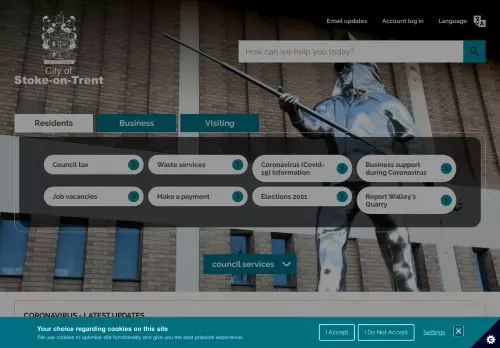 Email updates Account log in Language
City of
Stoke-on-Trent
How can we help you today?
Residents Business Visiting
Council tax
Waste services
Coronavirus (Covid-
19) information
Business support
during Coronavirus
Job vacancies
Make a payment
Elections 2021
Report Walley's
Quarry
council services
CORONAVIRUS - LATEST UPDATES
Your choice regarding cookies on this site
We use cookies to optimise site functionality and give you the best possible experience.
I Accept I Do Not Accept Settings